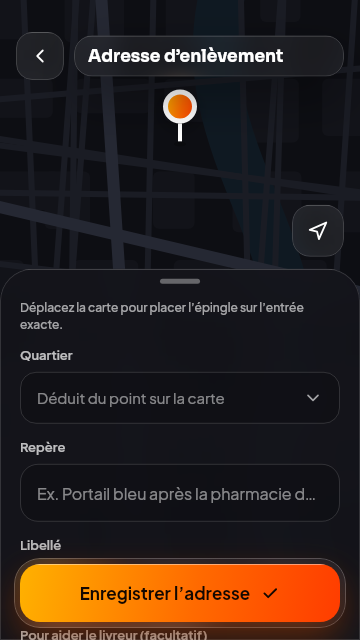 Adresse d’enlèvement
Déplacez la carte pour placer l’épingle sur l’entrée
exacte.
Quartier
Déduit du point sur la carte
Repère
Ex. Portail bleu après la pharmacie d…
Libellé
Enregistrer l’adresse
Pour aider le livreur (facultatif)